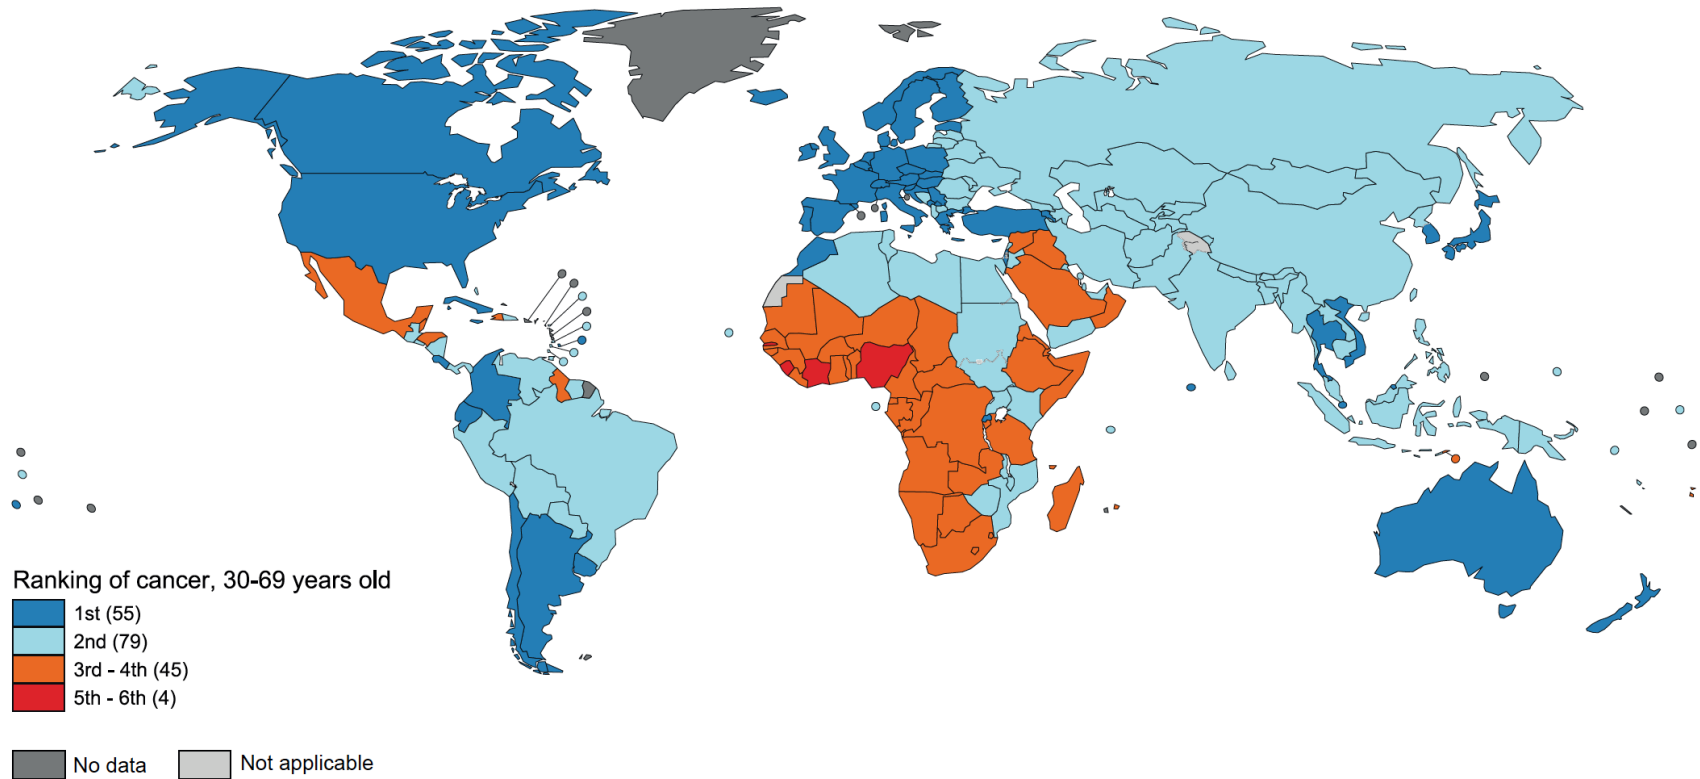 Ranking of cancer, 30-69 years old
1st (55)
2nd (79)
3rd - 4th (45)
5th - 6th (4)
No data
Not applicable